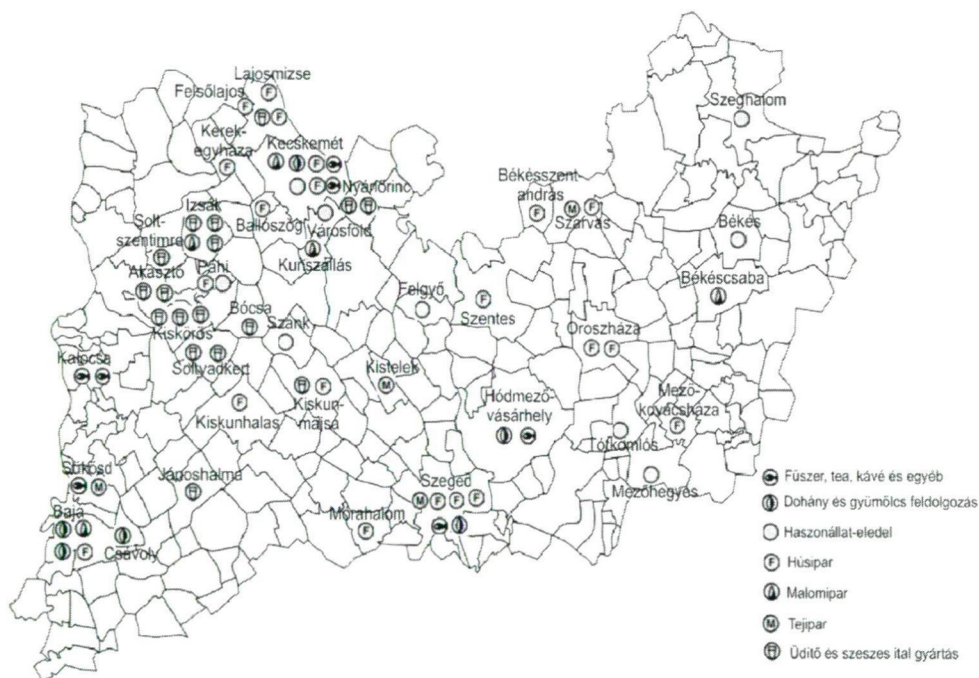 Lajosmizse
Felsőlajos
Szeghalom
Kerek-
egyháza
Kecskemét
Nyárlőrinc
Békésszent-
andrás
Szarvas
Izsák
Ballószög
Városföld
Békés
Solt-
szentimre
Kunszállás
Akasztó
Páhi
Békéscsaba
Felgyő
Szentes
Bócsa
Szank
Kiskőrös
Orosháza
Kalocsa
Soltvadkert
Kistelek
Hódmező-
vásárhely
Mező-
kovácsháza
Kiskun-
majsa
Kiskunhalas
Tótkomlós
Sükösd
Jánoshalma
Szeged
Mezőhegyes
Baja
Mórahalom
Csávoly
Fűszer, tea, kávé és egyéb
Dohány és gyümölcs feldolgozás
Haszonállat-eledel
F Húsipar
Malomipar
M Tejipar
Üdítő és szeszes ital gyártás